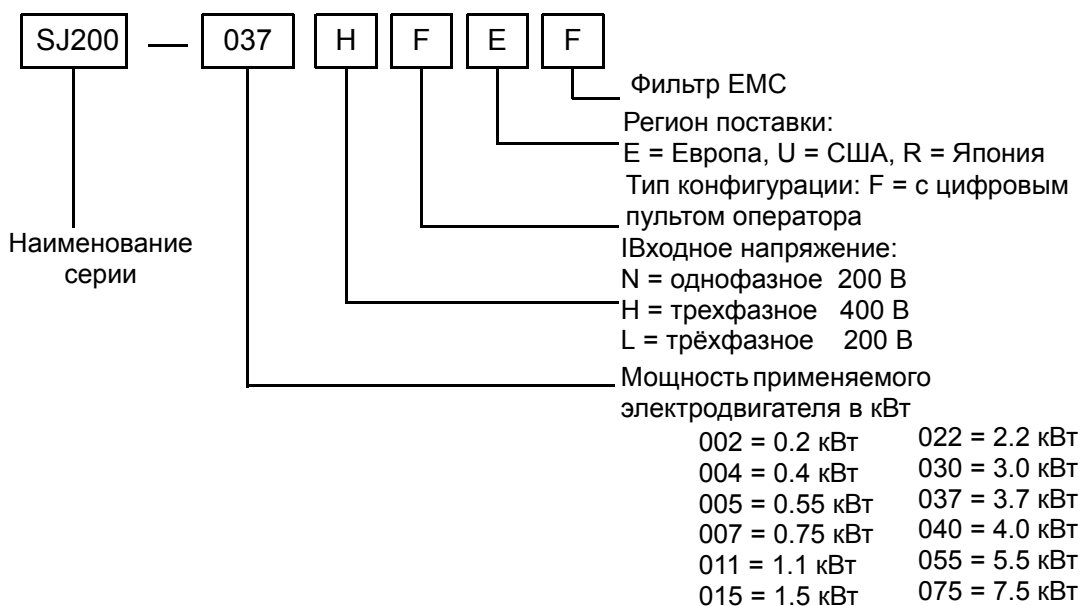 SJ200 — 037 H F E F
Фильтр EMC
Регион поставки:
E = Европа, U = США, R = Япония
Тип конфигурации: F = с цифровым
пультом оператора
Наименование
серии
IВходное напряжение:
N = однофазное 200 В
H = трехфазное 400 В
L = трёхфазное 200 В
Мощность применяемого
электродвигателя в кВт
002 = 0.2 кВт
004 = 0.4 кВт
005 = 0.55 кВт
007 = 0.75 кВт
011 = 1.1 кВт
015 = 1.5 кВт
022 = 2.2 кВт
030 = 3.0 кВт
037 = 3.7 кВт
040 = 4.0 кВт
055 = 5.5 кВт
075 = 7.5 кВт